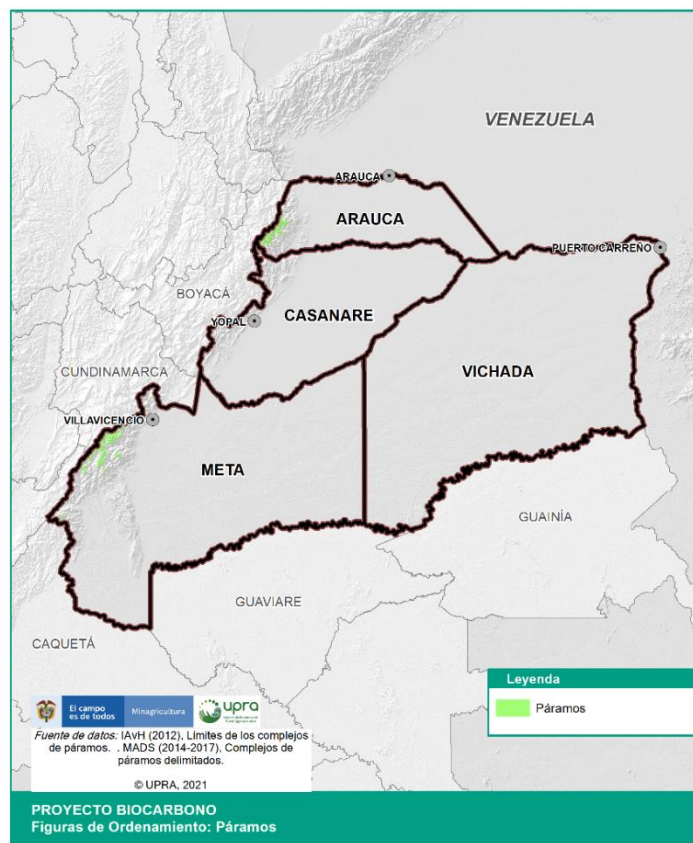 VENEZUELA
ARAUCA
ARAUCA
PUERTO CARREÑO
BOYACÁ
CASANARE
YOPAL
VICHADA
CUNDINAMARCA
VILLAVICENCIO
META
GUAINÍA
GUAVIARE
CAQUETÁ
Leyenda
Páramos
El campo
es de todos
Minagricultura
upra
Fuente de datos: IAvH (2012), Límites de los complejos
de páramos. . MADS (2014-2017), Complejos de
páramos delimitados.
© UPRA, 2021
PROYECTO BIOCARBONO
Figuras de Ordenamiento: Páramos